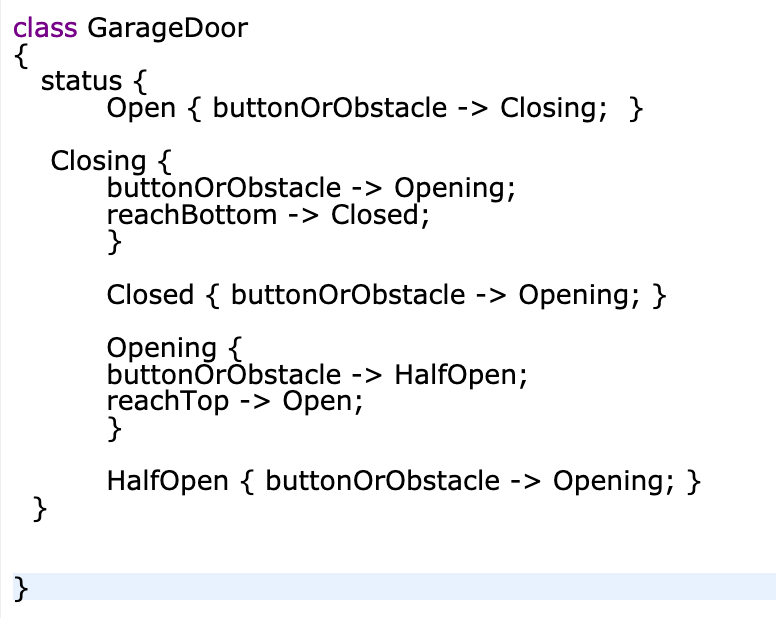 class GarageDoor
{
status {
Open { buttonOrObstacle -> Closing;  }
Closing {
buttonOrObstacle -> Opening;
reachBottom -> Closed;
}
Closed { buttonOrObstacle -> Opening; }
Opening {
buttonOrObstacle -> HalfOpen;
reachTop -> Open;
}
HalfOpen { buttonOrObstacle -> Opening; }
}
}